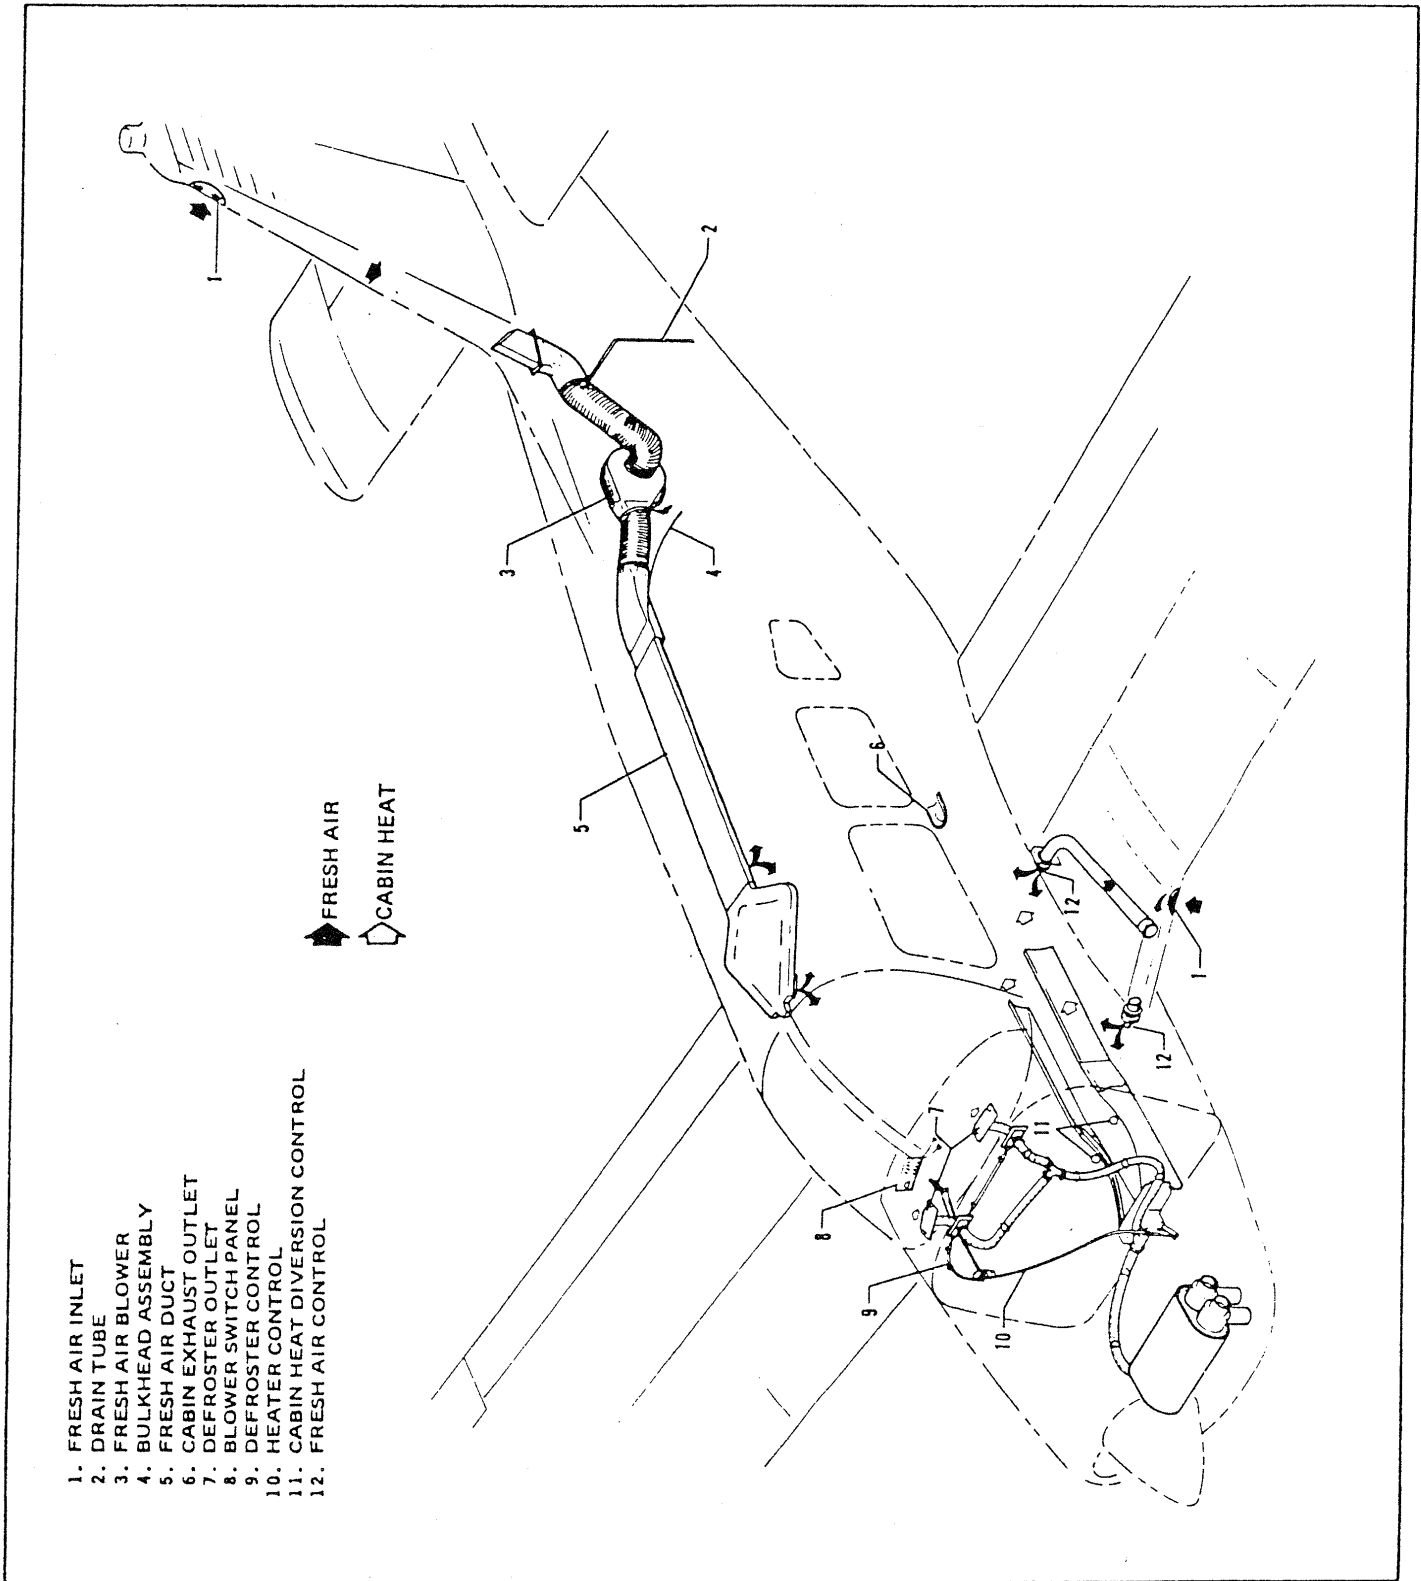 1. FRESH AIR INLET
2. DRAIN TUBE
3. FRESH AIR BLOWER
4. BULKHEAD ASSEMBLY
5. FRESH AIR DUCT
6. CABIN EXHAUST OUTLET
7. DEFROSTER OUTLET
8. BLOWER SWITCH PANEL
9. DEFROSTER CONTROL
10. HEATER CONTROL
11. CABIN HEAT DIVERSION CONTROL
12. FRESH AIR CONTROL
FRESH AIR
CABIN HEAT
1
2
3
4
5
6
7
8
9
10
11
12
12
1